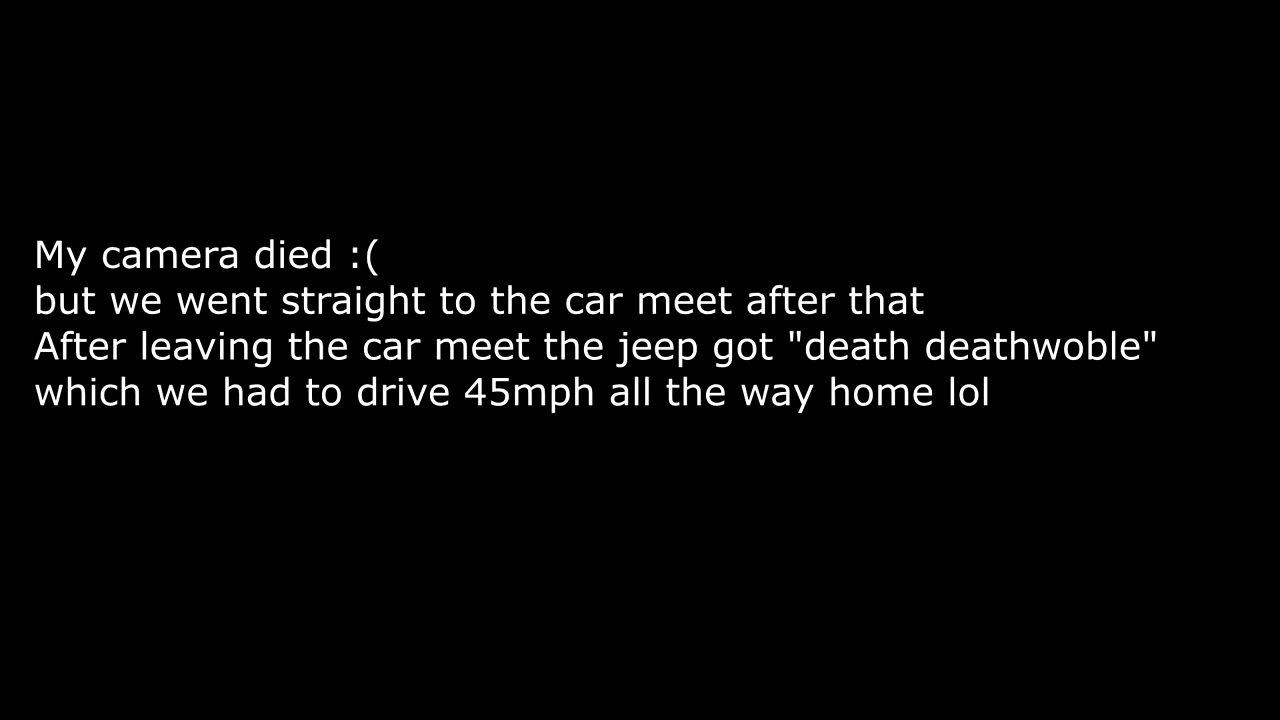 My camera died :(
but we went straight to the car meet after that
After leaving the car meet the jeep got "death deathwoble"
which we had to drive 45mph all the way home lol